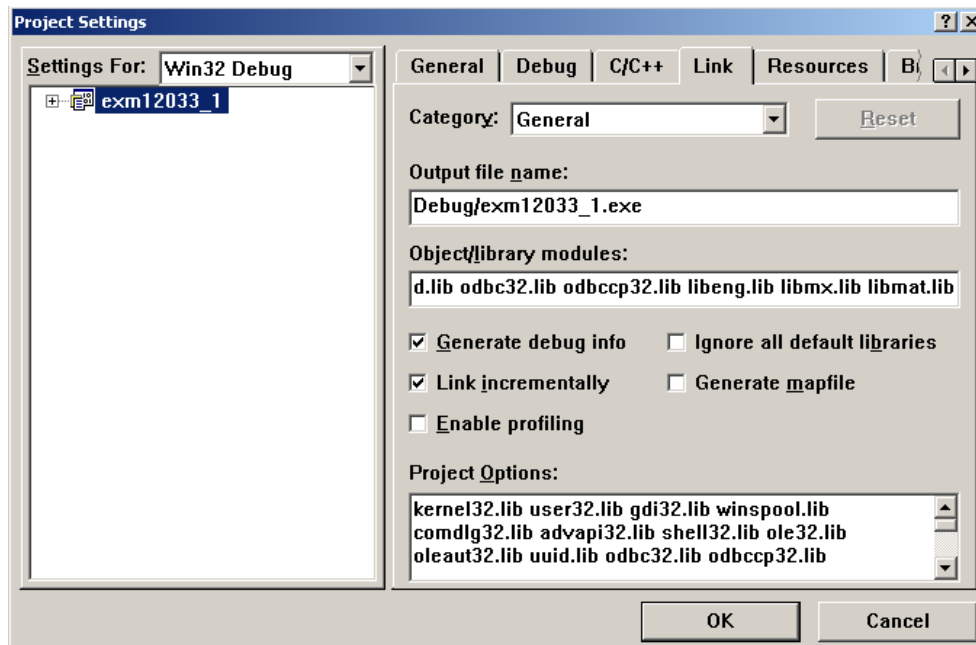 Project Settings
Settings For: Win32 Debug
exm12033_1
General Debug C/C++ Link Resources
Category: General Reset
Output file name:
Debug/exm12033_1.exe
Object/library modules:
d.lib odbc32.lib odbccp32.lib libeng.lib libmx.lib libmat.lib
Generate debug info Ignore all default libraries
Link incrementally Generate mapfile
Enable profiling
Project Options:
kernel32.lib user32.lib gdi32.lib winspool.lib
comdlg32.lib advapi32.lib shell32.lib ole32.lib
oleaut32.lib uuid.lib odbc32.lib odbccp32.lib
OK Cancel